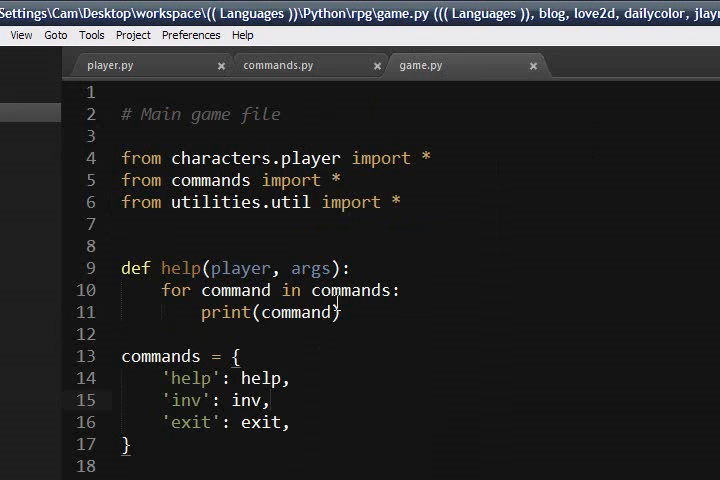 Settings\Cam\Desktop\workspace\(( Languages ))\Python\rpg\game.py ((( Languages )), blog, love2d, dailycolor, jlayr
View Goto Tools Project Preferences Help
player.py × commands.py × game.py ×
1
2 # Main game file
3
4 from characters.player import *
5 from commands import *
6 from utilities.util import *
7
8
9 def help(player, args):
10 for command in commands:
11 print(command)
12
13 commands = {
14 'help': help,
15 'inv': inv,
16 'exit': exit,
17 }
18